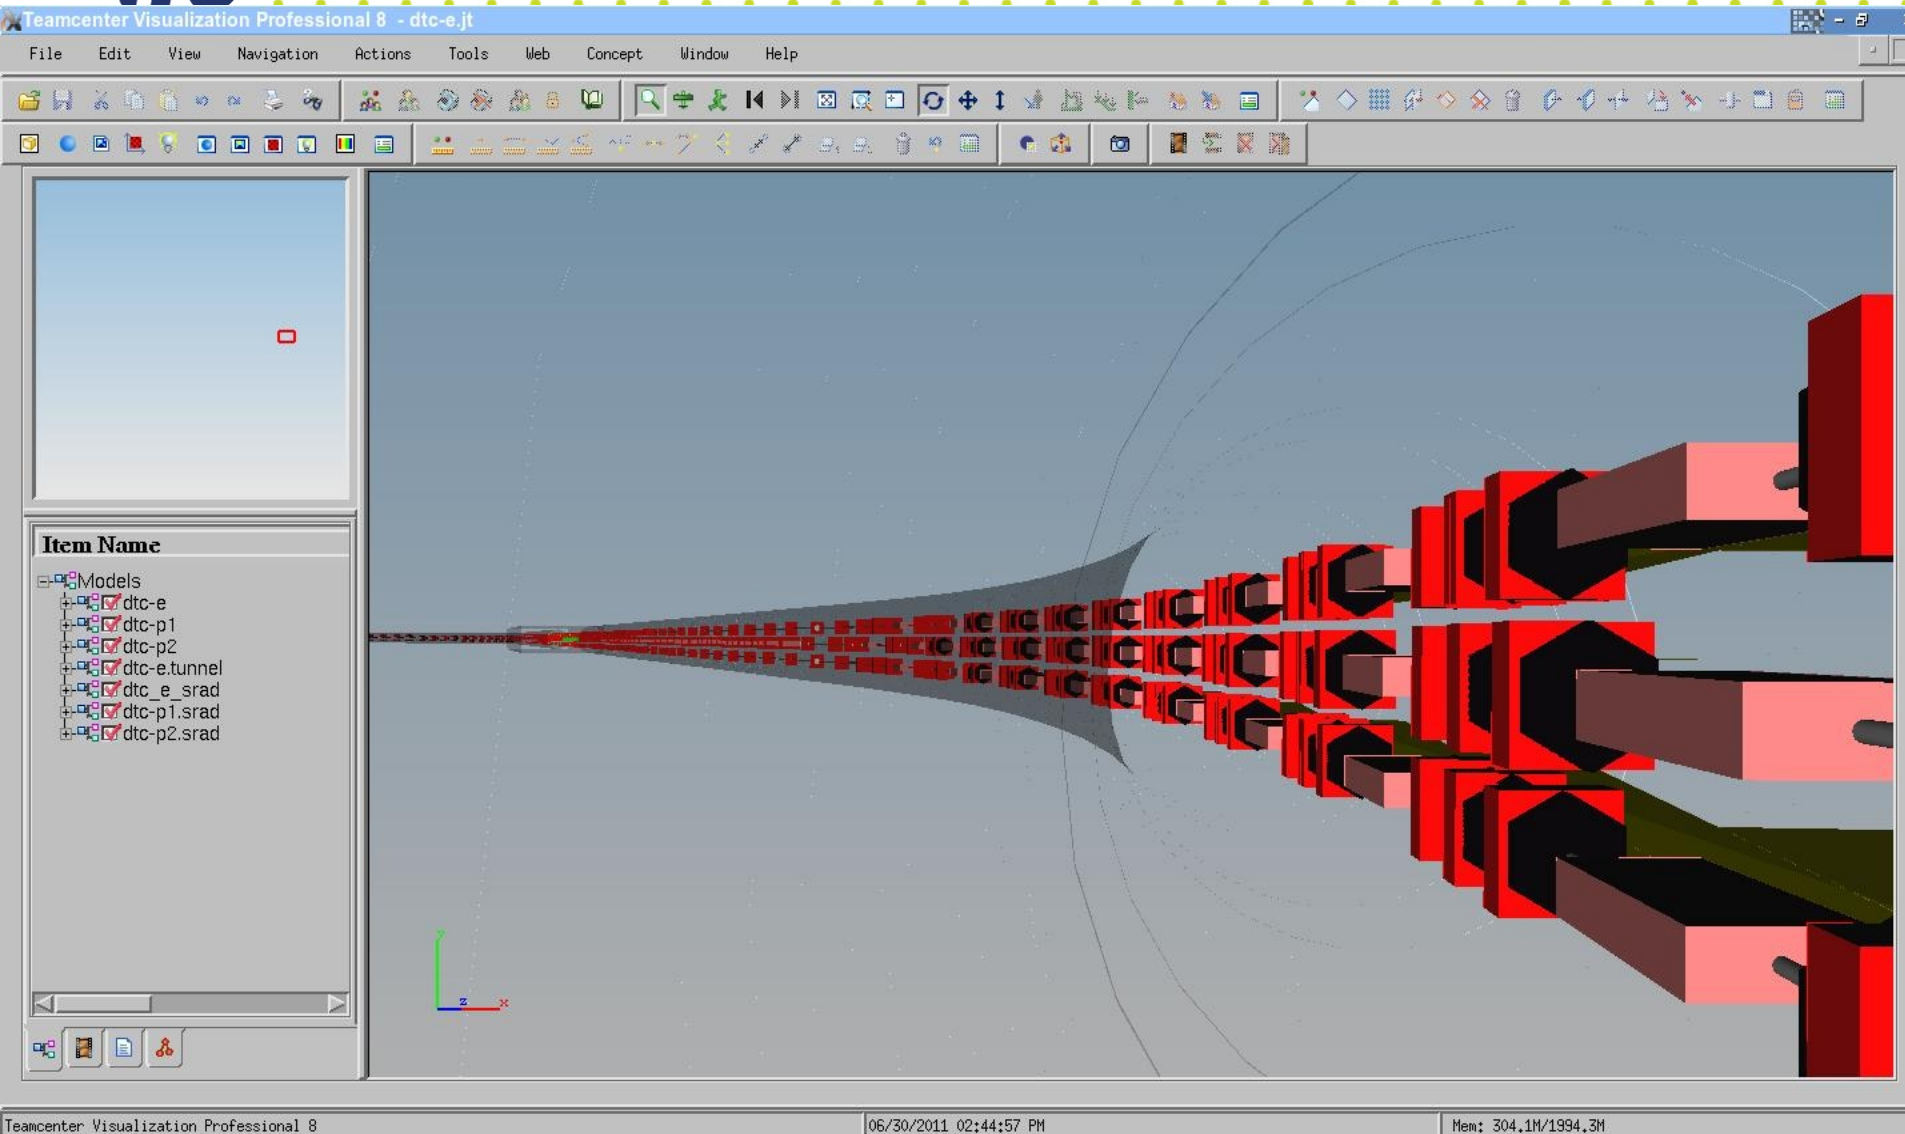 Teamcenter Visualization Professional 8 - dtc-e.jt
File Edit View Navigation Actions Tools Web Concept Window Help
Item Name
Models
dtc-e
dtc-p1
dtc-p2
dtc-e.tunnel
dtc_e_srad
dtc-p1.srad
dtc-p2.srad
y
z x
Teamcenter Visualization Professional 8 06/30/2011 02:44:57 PM Mem: 304.1M/1994.3M